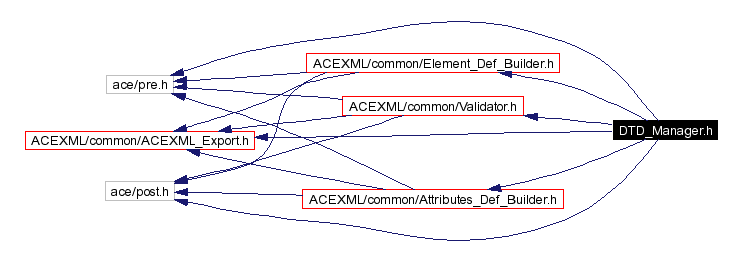 ACEXML/common/Element_Def_Builder.h
ace/pre.h
ACEXML/common/Validator.h
DTD_Manager.h
ACEXML/common/ACEXML_Export.h
ace/post.h
ACEXML/common/Attributes_Def_Builder.h